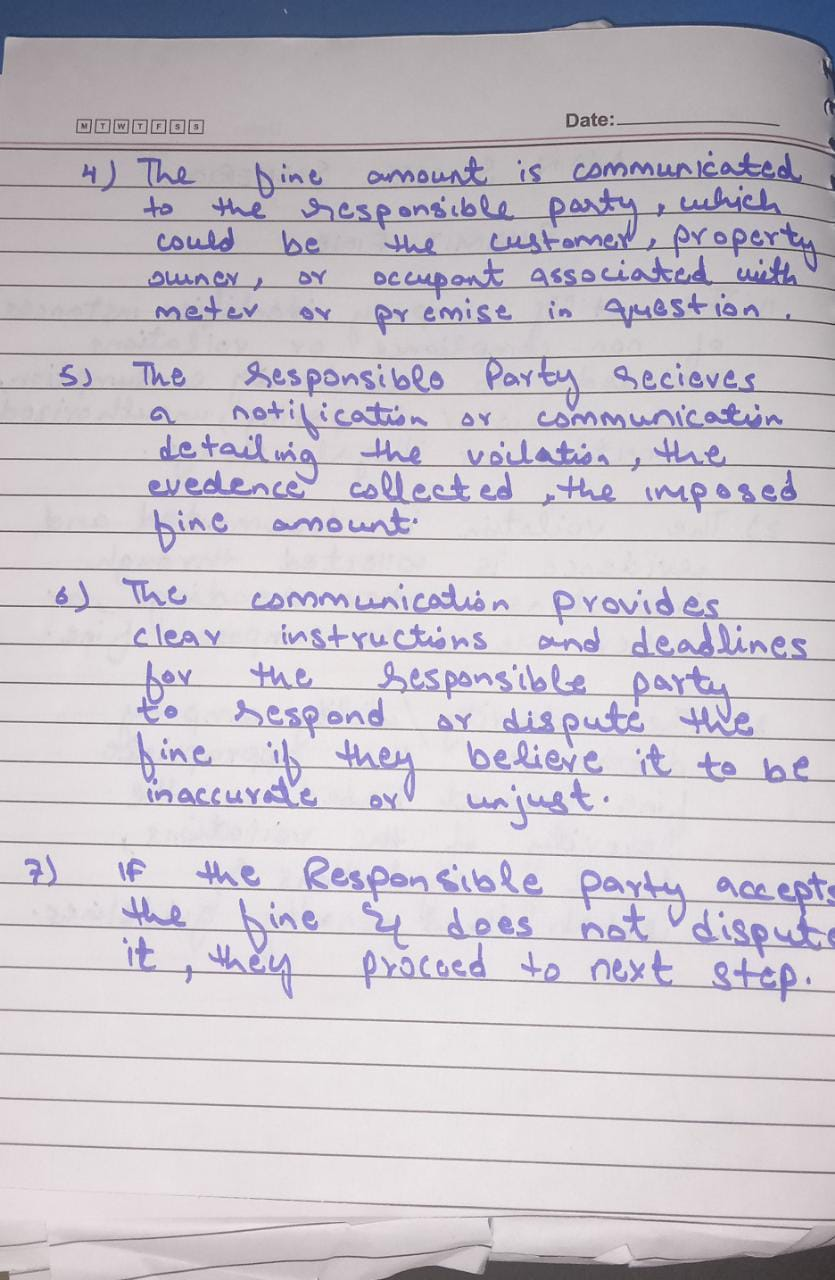 M T W T F S S
Date:
4) The fine amount is communicated
to the responsible party, which
could be the customer, property
owner, or occupant associated with
meter or premise in question.
5) The responsible Party recieves
a notification or communication
detailing the voilation, the
evedence collected, the imposed
fine amount.
6) The communication provides
clear instructions and deadlines
for the responsible party
to respond or dispute the
fine if they believe it to be
inaccurate or unjust.
7) If the Responsible party accepts
the fine & does not dispute
it, they proceed to next step.